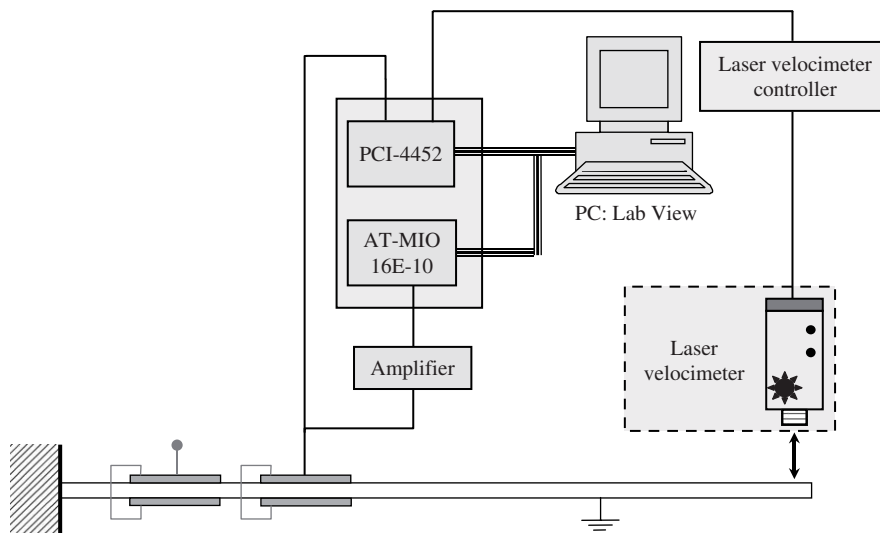 Laser velocimeter
controller
PCI-4452
PC: Lab View
AT-MIO
16E-10
Amplifier
Laser
velocimeter